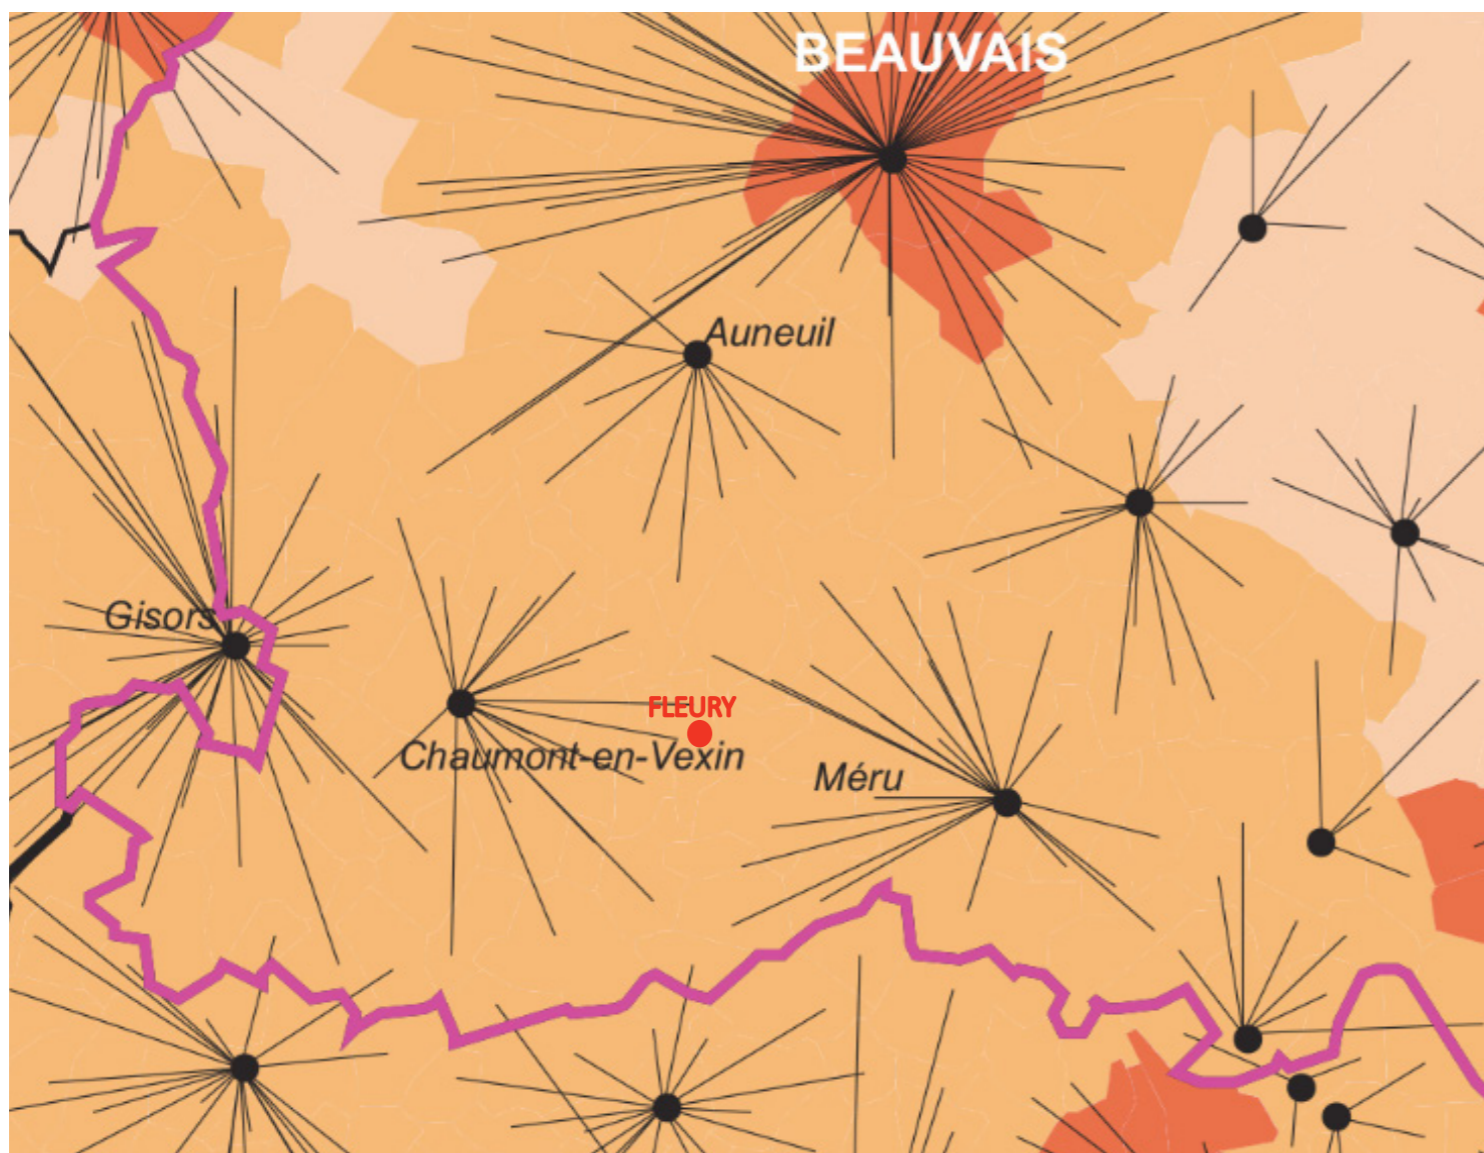 BEAUVAIS
Auneuil
Gisors
FLEURY
Chaumont-en-Vexin
Méru